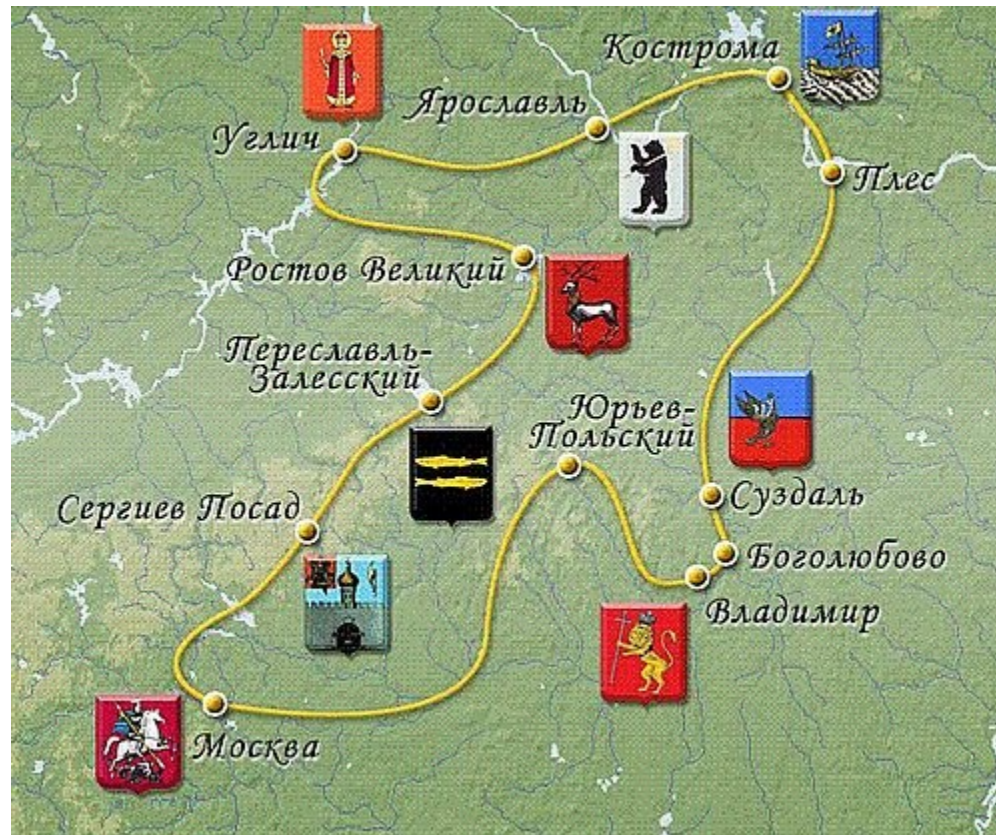 Кострома
Ярославль
Углич
Плес
Ростов Великий
Переславль-
Залесский
Юрьев-
Польский
Суздаль
Сергиев Посад
Боголюбово
Владимир
Москва